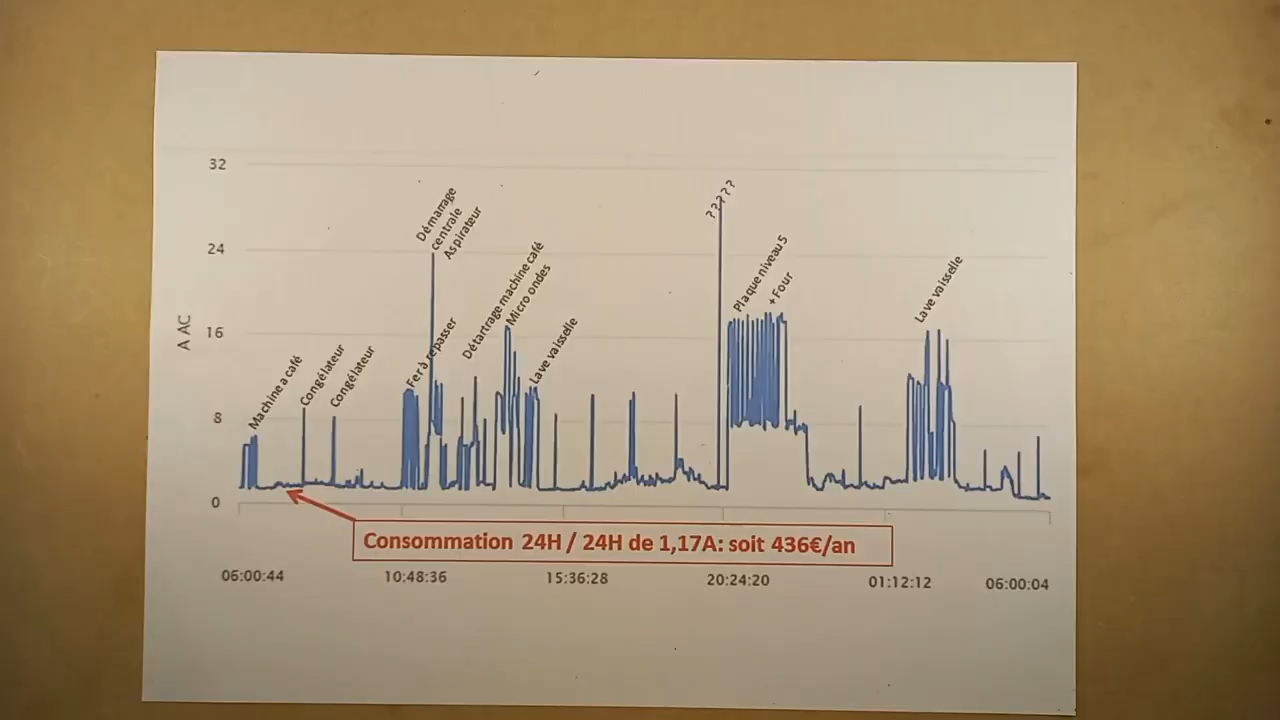 32
24
16
8
0
A AC
Machine a café
Congélateur
Congélateur
Fer à repasser
Démarrage
centrale
Aspirateur
Détartrage machine café
Micro ondes
Lave vaisselle
?????
Plaque niveau 5
+ Four
Lave vaisselle
Consommation 24H / 24H de 1,17A: soit 436€/an
06:00:44
10:48:36
15:36:28
20:24:20
01:12:12
06:00:04